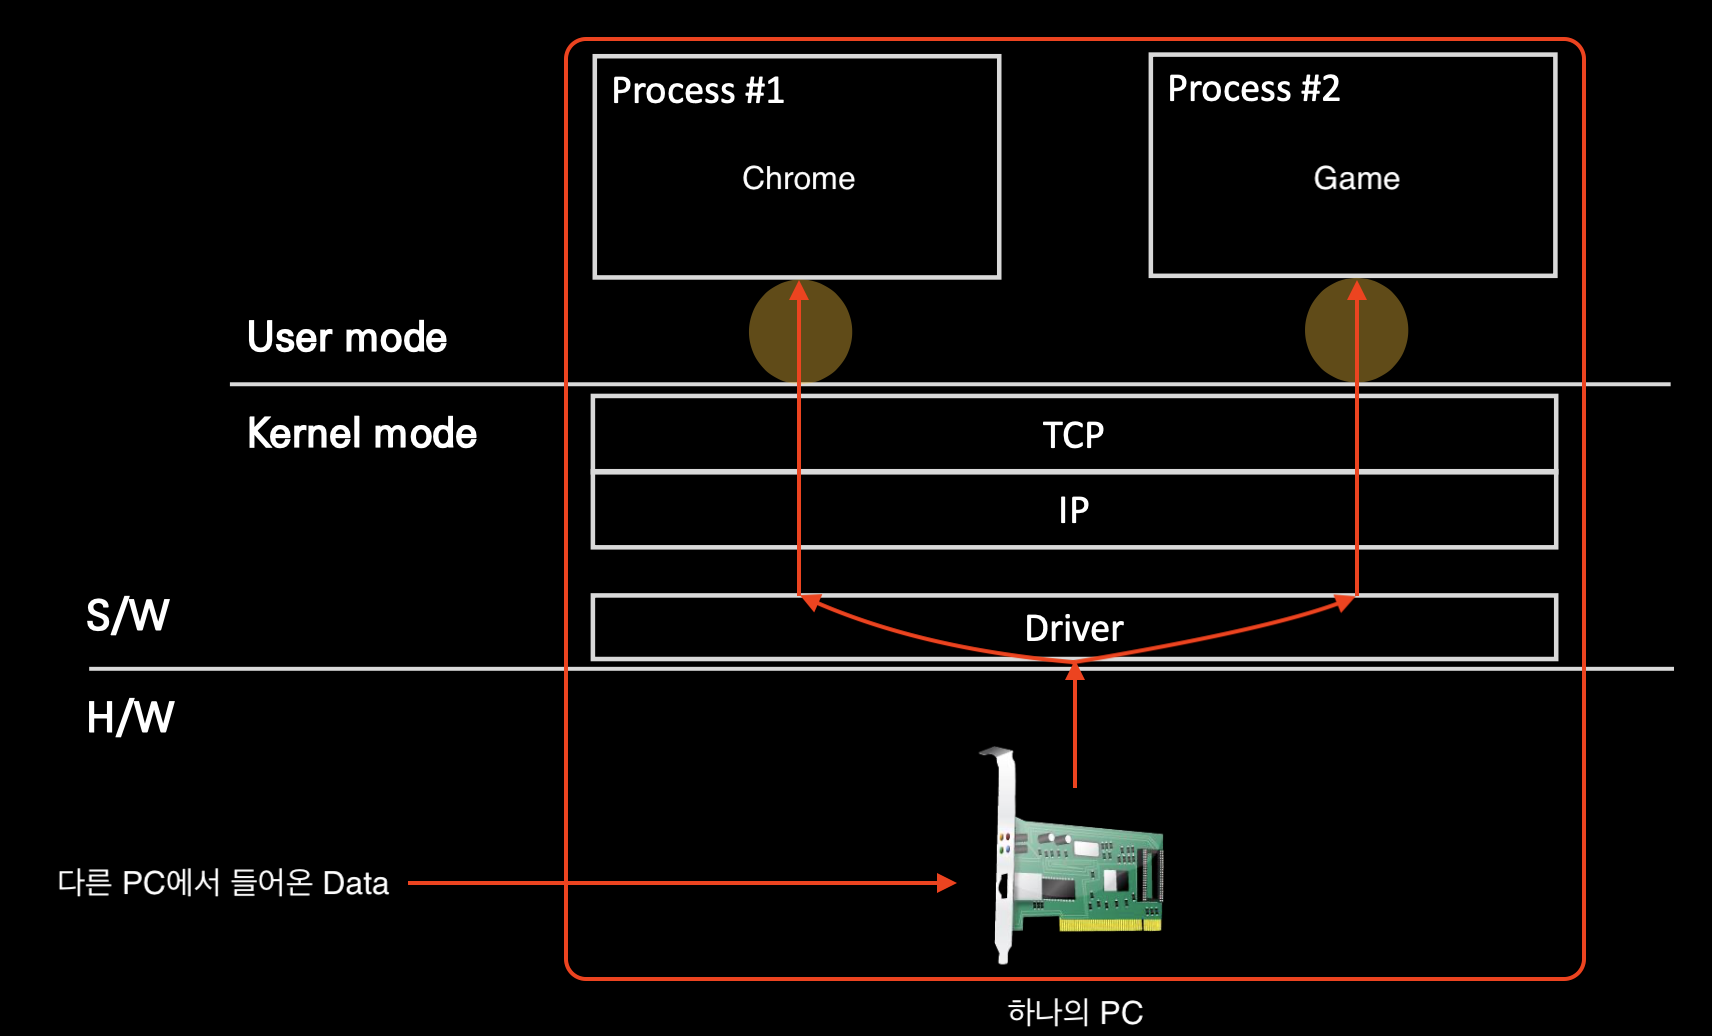 Process #1
Process #2
Chrome
Game
User mode
Kernel mode
TCP
IP
S/W
Driver
H/W
다른 PC에서 들어온 Data
하나의 PC